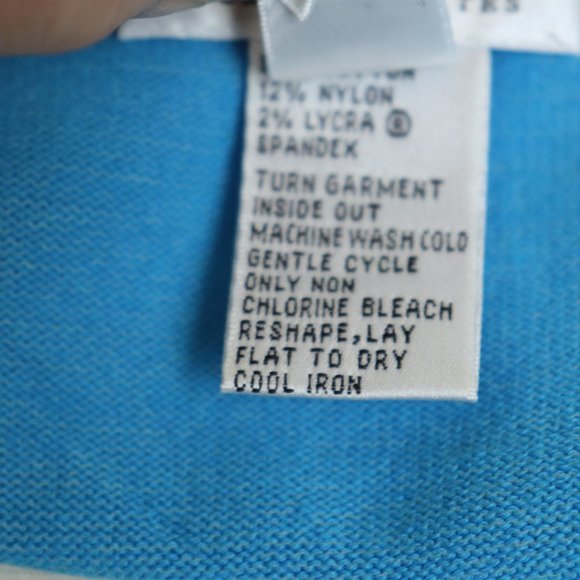 12% NYLON
2% LYCRA ®
SPANDEX
TURN GARMENT
INSIDE OUT
MACHINE WASH COLD
GENTLE CYCLE
ONLY NON
CHLORINE BLEACH
RESHAPE, LAY
FLAT TO DRY
COOL IRON